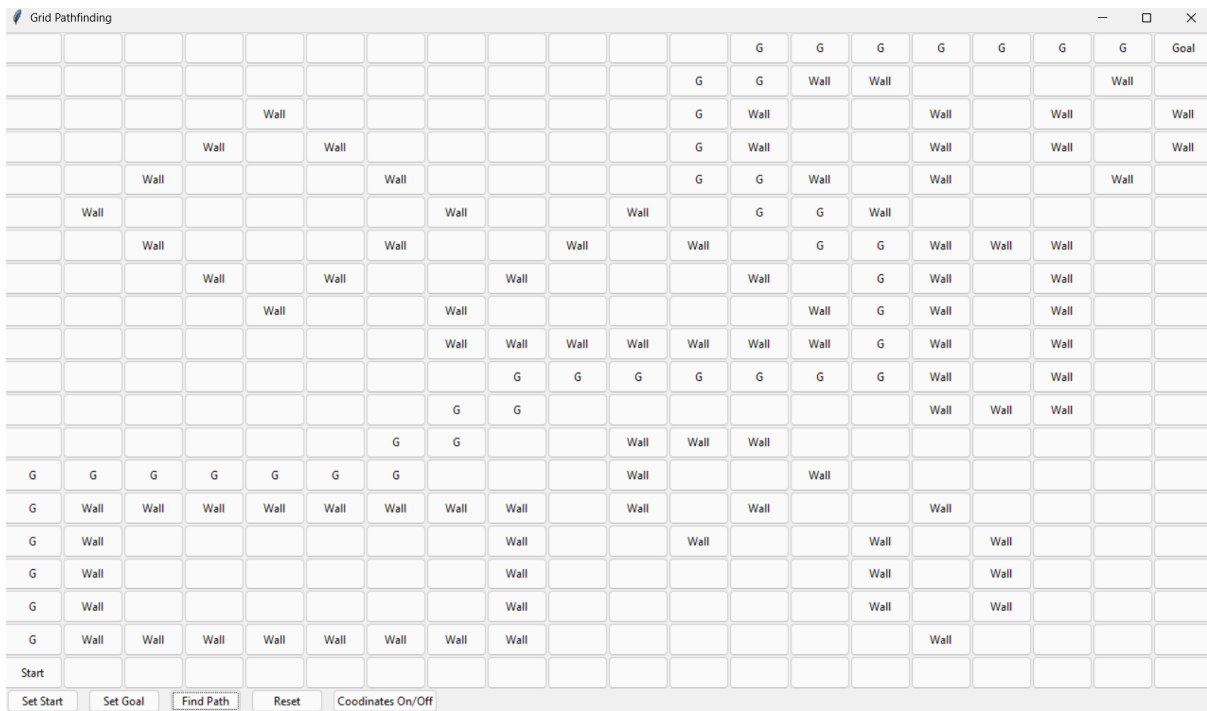 Grid Pathfinding
G G G G G G G Goal
G G Wall Wall Wall
Wall G Wall Wall Wall Wall
Wall Wall G Wall Wall Wall Wall
Wall Wall G G Wall Wall Wall
Wall Wall Wall G G Wall
Wall Wall Wall Wall G G Wall Wall Wall
Wall Wall Wall Wall G Wall Wall
Wall Wall Wall G Wall Wall
Wall Wall Wall Wall Wall Wall Wall G Wall Wall
G G G G G G G Wall Wall
G G Wall Wall Wall
G G Wall Wall Wall
G G G G G G G Wall Wall
G Wall Wall Wall Wall Wall Wall Wall Wall Wall Wall Wall
G Wall Wall Wall Wall Wall
G Wall Wall Wall Wall
G Wall Wall Wall Wall
G Wall Wall Wall Wall Wall Wall Wall Wall Wall
Start
Set Start Set Goal Find Path Reset Coodinates On/Off